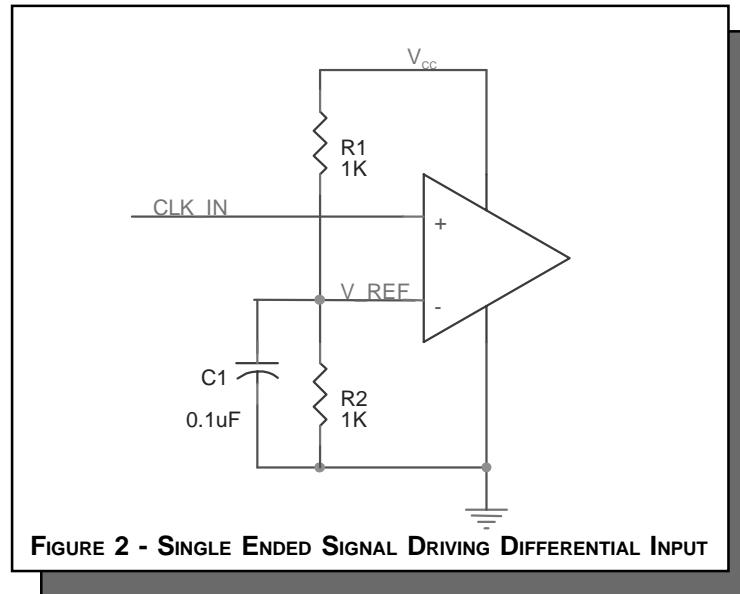 Vcc
R1
1K
CLK_IN
+
V_REF
-
C1
0.1uF
R2
1K
FIGURE 2 - SINGLE ENDED SIGNAL DRIVING DIFFERENTIAL INPUT